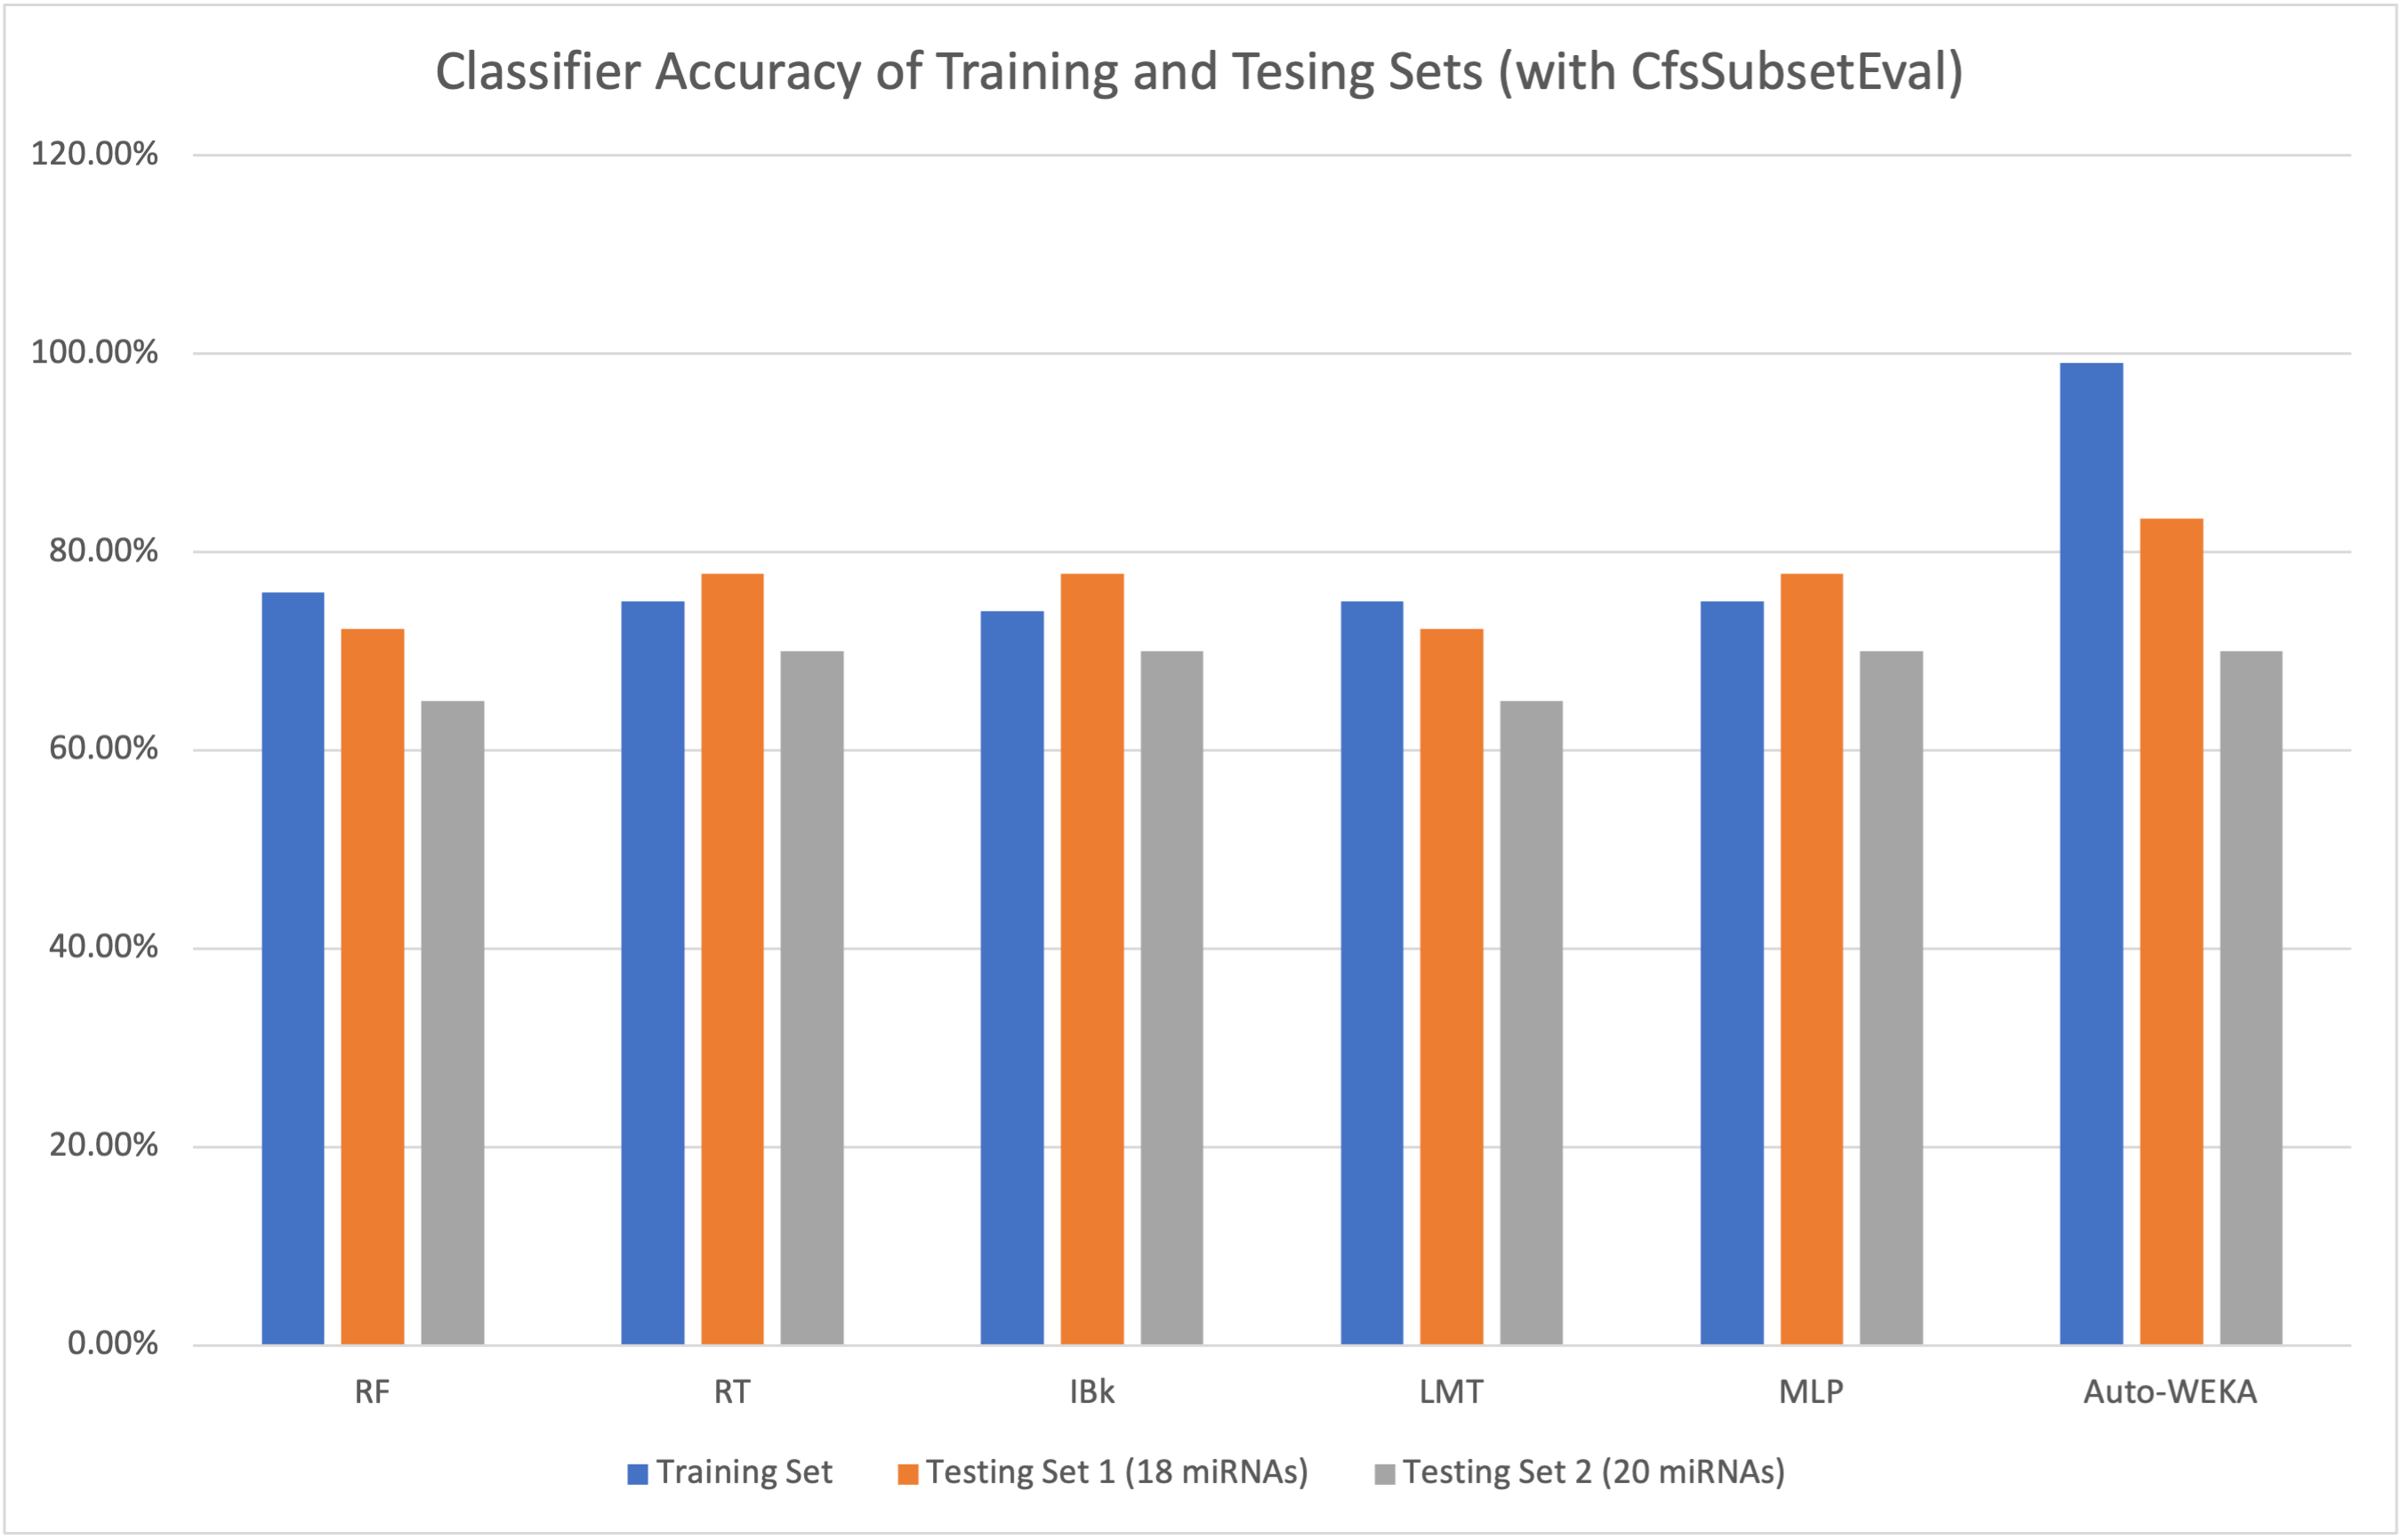 Classifier Accuracy of Training and Tesing Sets (with CfsSubsetEval)
120.00%
100.00%
80.00%
60.00%
40.00%
20.00%
0.00%
RF RT IBk LMT MLP Auto-WEKA
Training Set Testing Set 1 (18 miRNAs) Testing Set 2 (20 miRNAs)